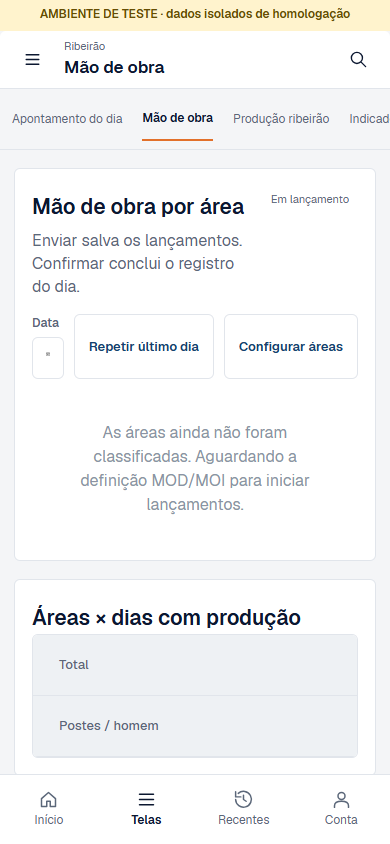 AMBIENTE DE TESTE · dados isolados de homologação
Ribeirão
Mão de obra
Apontamento do dia
Mão de obra
Produção ribeirão
Indicad
Mão de obra por área
Em lançamento
Enviar salva os lançamentos.
Confirmar conclui o registro
do dia.
Data
Repetir último dia
Configurar áreas
As áreas ainda não foram
classificadas. Aguardando a
definição MOD/MOI para iniciar
lançamentos.
Áreas × dias com produção
Total
Postes / homem
Início
Telas
Recentes
Conta